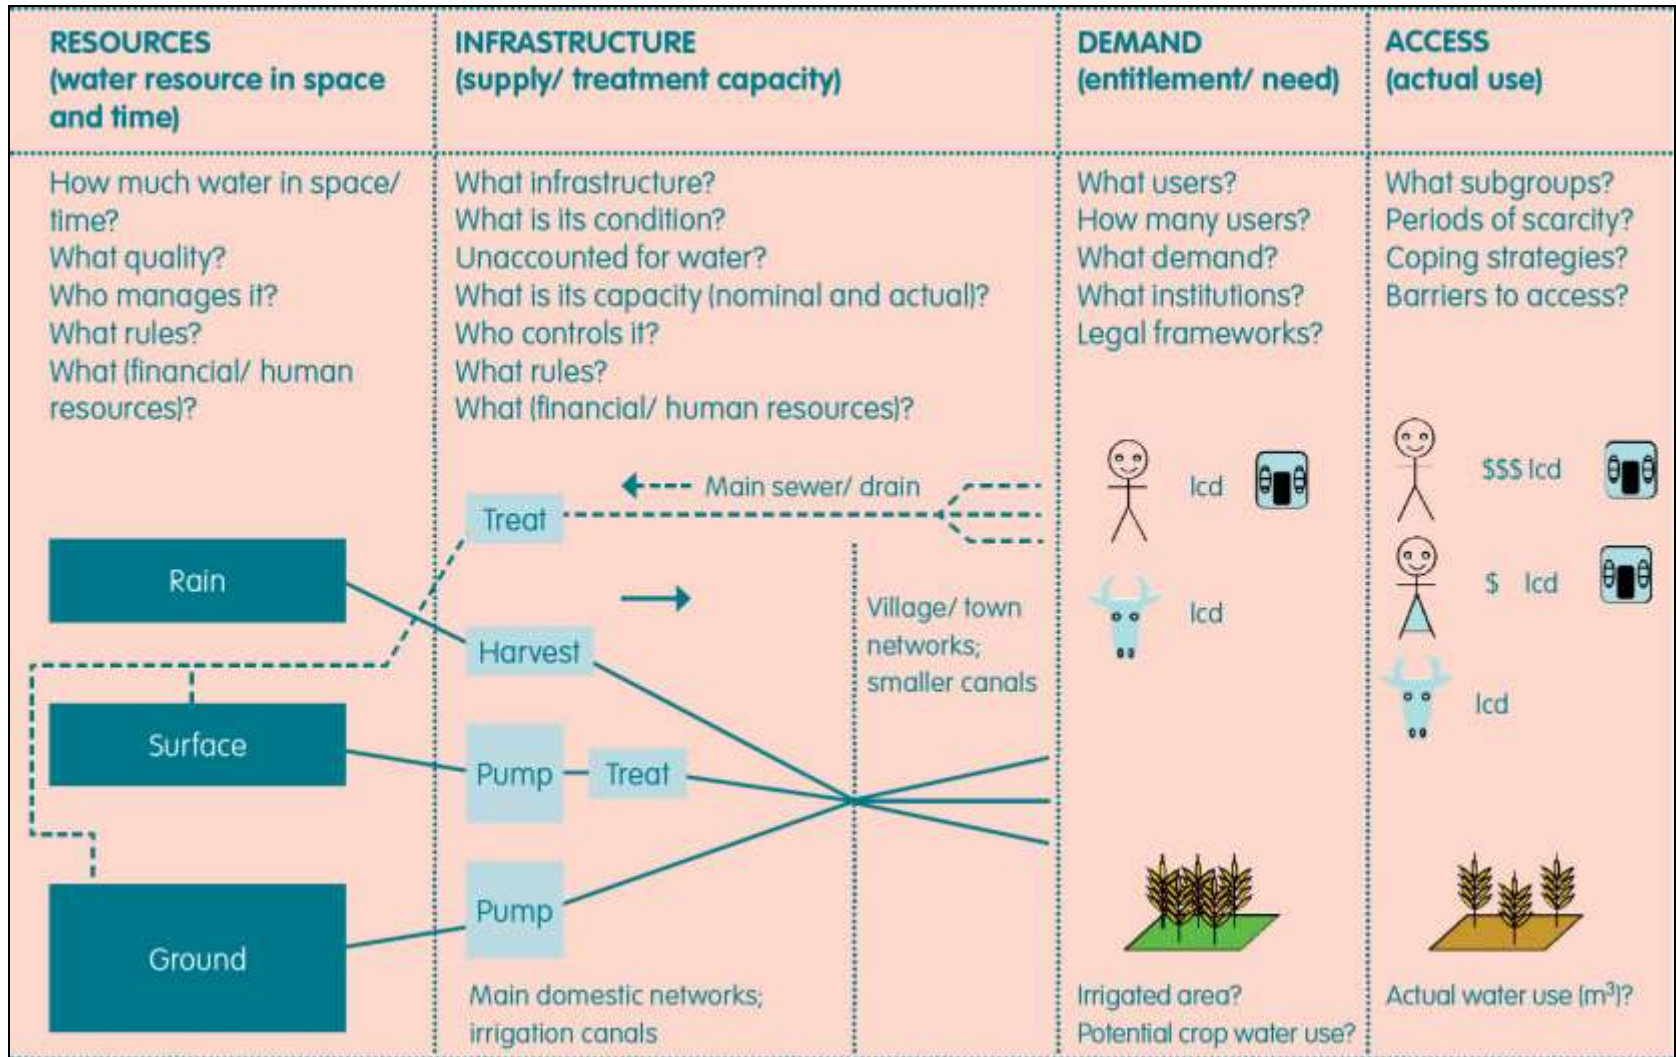 RESOURCES
(water resource in space
and time)
INFRASTRUCTURE
(supply/ treatment capacity)
DEMAND
(entitlement/ need)
ACCESS
(actual use)
How much water in space/
time?
What quality?
Who manages it?
What rules?
What (financial/ human
resources)?
What infrastructure?
What is its condition?
Unaccounted for water?
What is its capacity (nominal and actual)?
Who controls it?
What rules?
What (financial/ human resources)?
What users?
How many users?
What demand?
What institutions?
Legal frameworks?
What subgroups?
Periods of scarcity?
Coping strategies?
Barriers to access?
Rain
Surface
Ground
Treat
Main sewer/ drain
Harvest
Pump
Treat
Pump
Village/ town
networks;
smaller canals
Main domestic networks;
irrigation canals
lcd
lcd
Irrigated area?
Potential crop water use?
$$$ lcd
$ lcd
lcd
Actual water use (m³)?